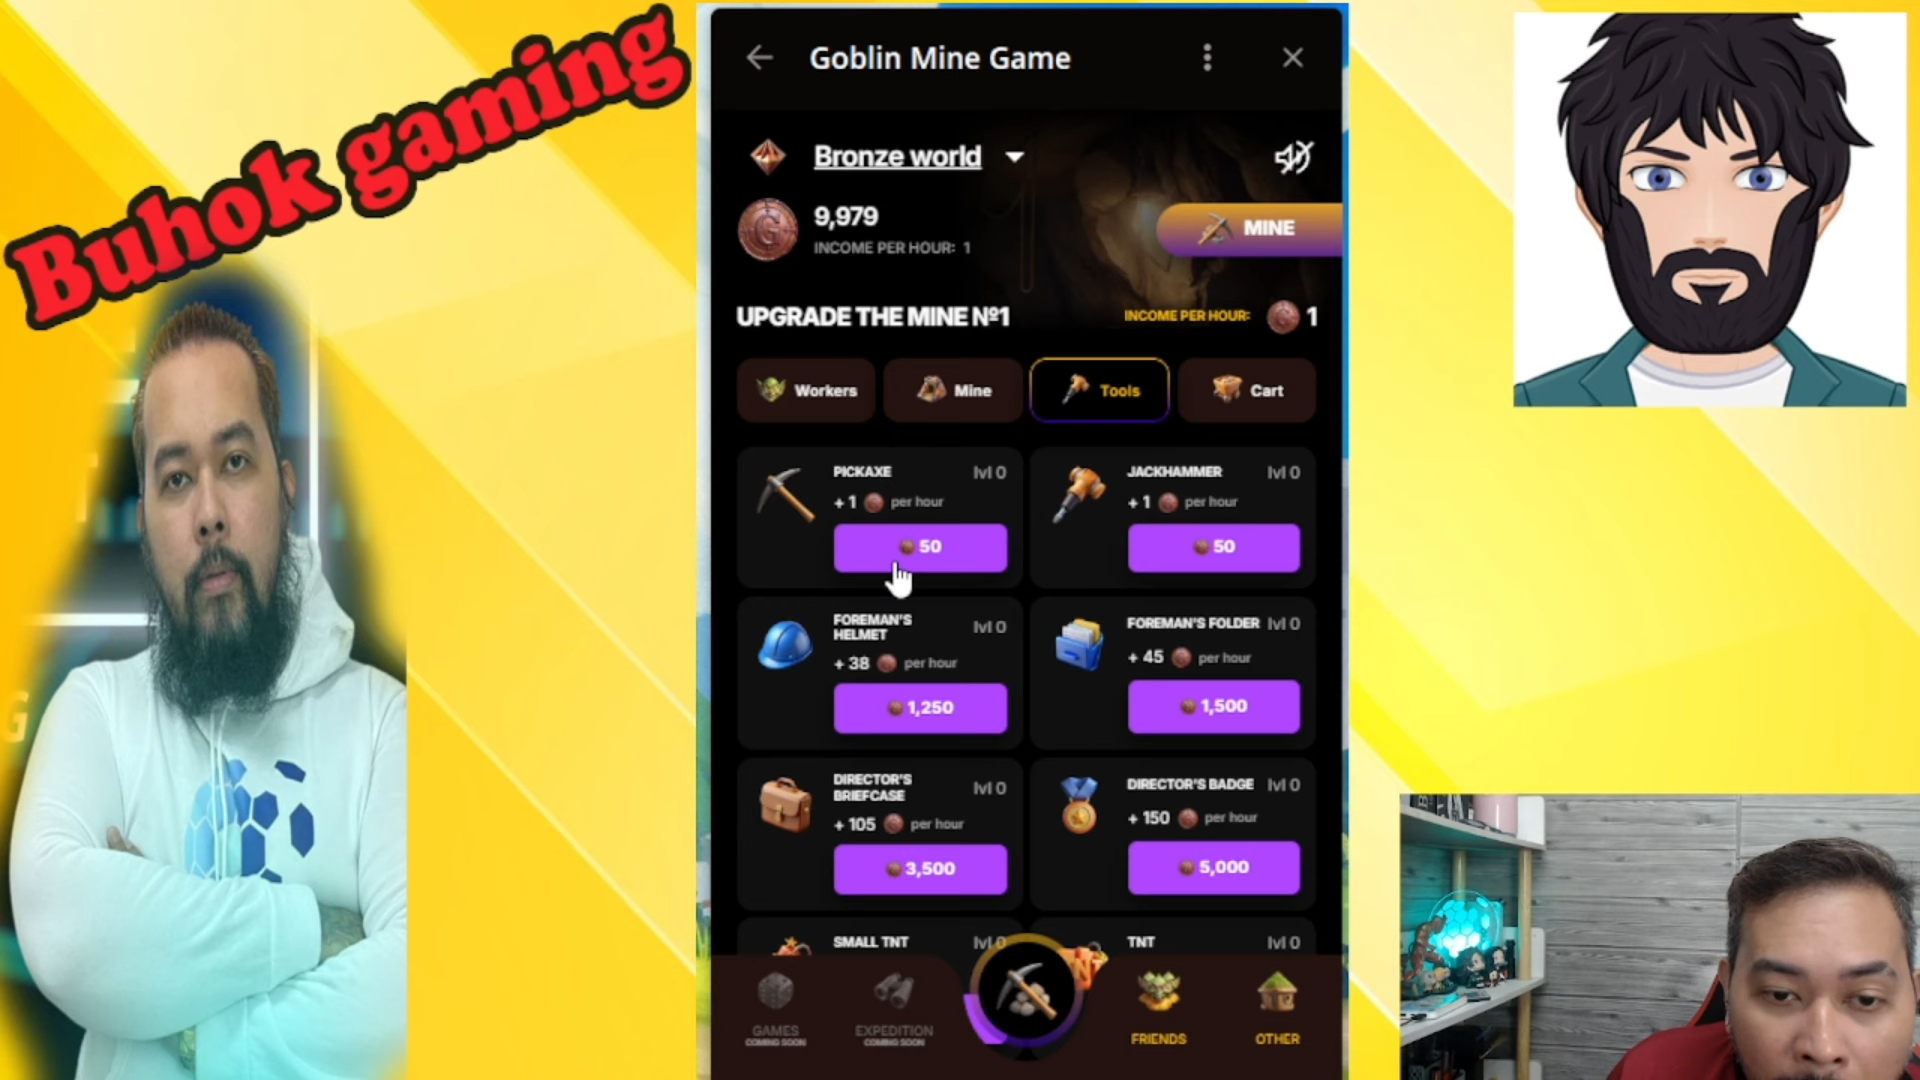 Buhok gaming
Goblin Mine Game
Bronze world
9,979
INCOME PER HOUR: 1
MINE
UPGRADE THE MINE Nº1
INCOME PER HOUR: 1
Workers
Mine
Tools
Cart
PICKAXE lvl 0
+ 1 per hour
50
JACKHAMMER lvl 0
+ 1 per hour
50
FOREMAN'S
HELMET lvl 0
+ 38 per hour
1,250
FOREMAN'S FOLDER lvl 0
+ 45 per hour
1,500
DIRECTOR'S
BRIEFCASE lvl 0
+ 105 per hour
3,500
DIRECTOR'S BADGE lvl 0
+ 150 per hour
5,000
SMALL TNT lvl 0
TNT lvl 0
GAMES
COMING SOON
EXPEDITION
COMING SOON
FRIENDS
OTHER